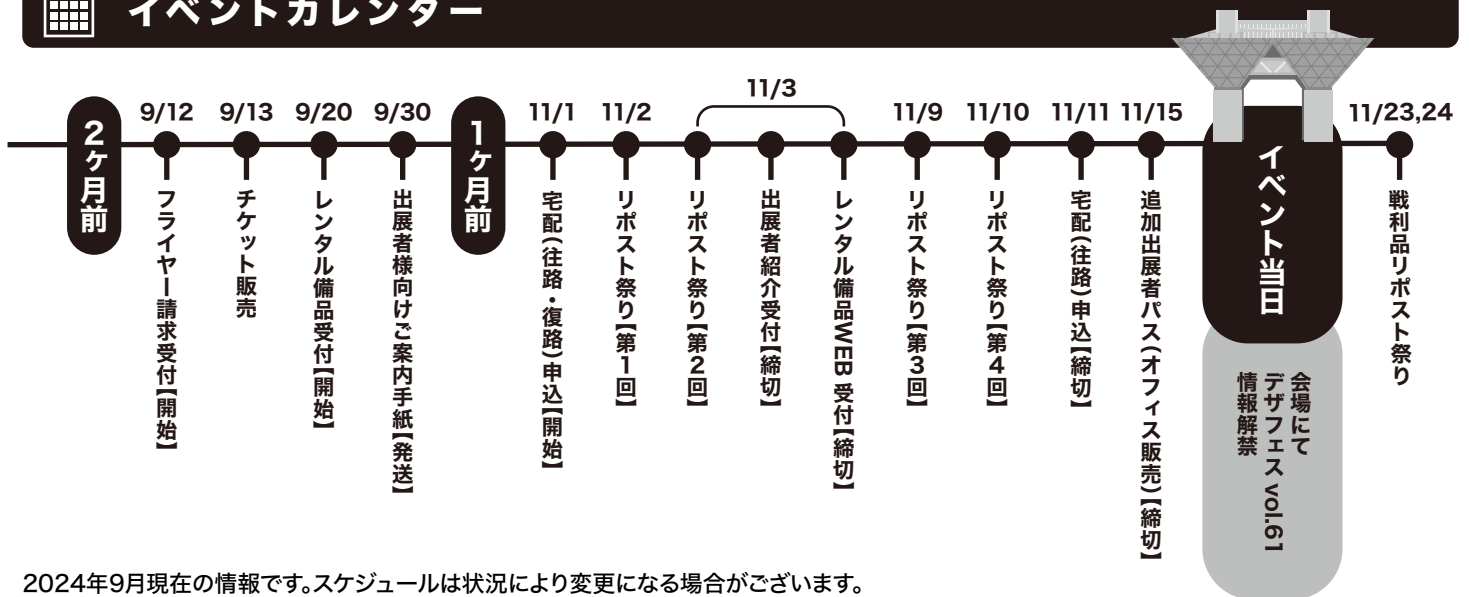 イベントカレンダー
2ヶ月前
9/12
フライヤー請求受付【開始】
9/13
チケット販売
9/20
レンタル備品受付【開始】
9/30
出展者様向けご案内手紙【発送】
1ヶ月前
11/1
宅配(往路・復路)申込【開始】
11/2
リポスト祭り【第1回】
11/3
リポスト祭り【第2回】
出展者紹介受付【締切】
レンタル備品WEB 受付【締切】
11/9
リポスト祭り【第3回】
11/10
リポスト祭り【第4回】
11/11
宅配(往路)申込【締切】
11/15
追加出展者パス(オフィス販売)【締切】
イベント当日
会場にて
デザフェス vol.61
情報解禁
11/23,24
戦利品リポスト祭り
2024年9月現在の情報です。スケジュールは状況により変更になる場合がございます。